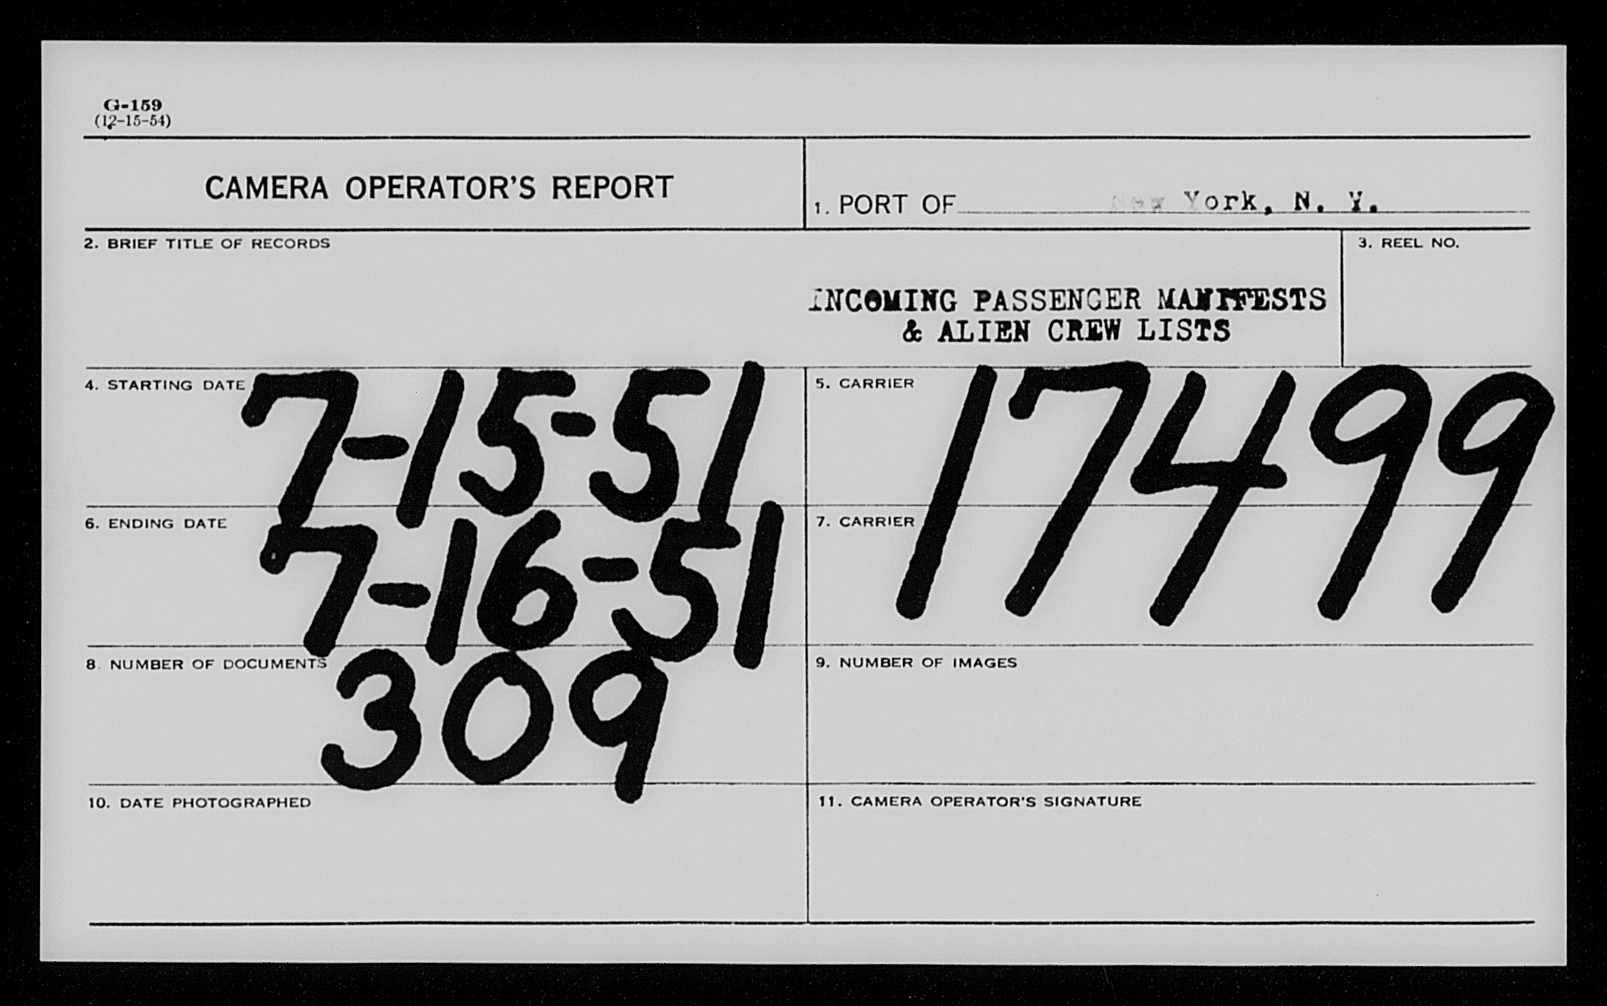 G-159
(12-15-54)
CAMERA OPERATOR'S REPORT
1. PORT OF New York, N. Y.
2. BRIEF TITLE OF RECORDS
INCOMING PASSENGER MANIFESTS
& ALIEN CREW LISTS
3. REEL NO.
4. STARTING DATE 7-15-51
5. CARRIER 17499
6. ENDING DATE 7-16-51
7. CARRIER
8. NUMBER OF DOCUMENTS 309
9. NUMBER OF IMAGES
10. DATE PHOTOGRAPHED
11. CAMERA OPERATOR'S SIGNATURE